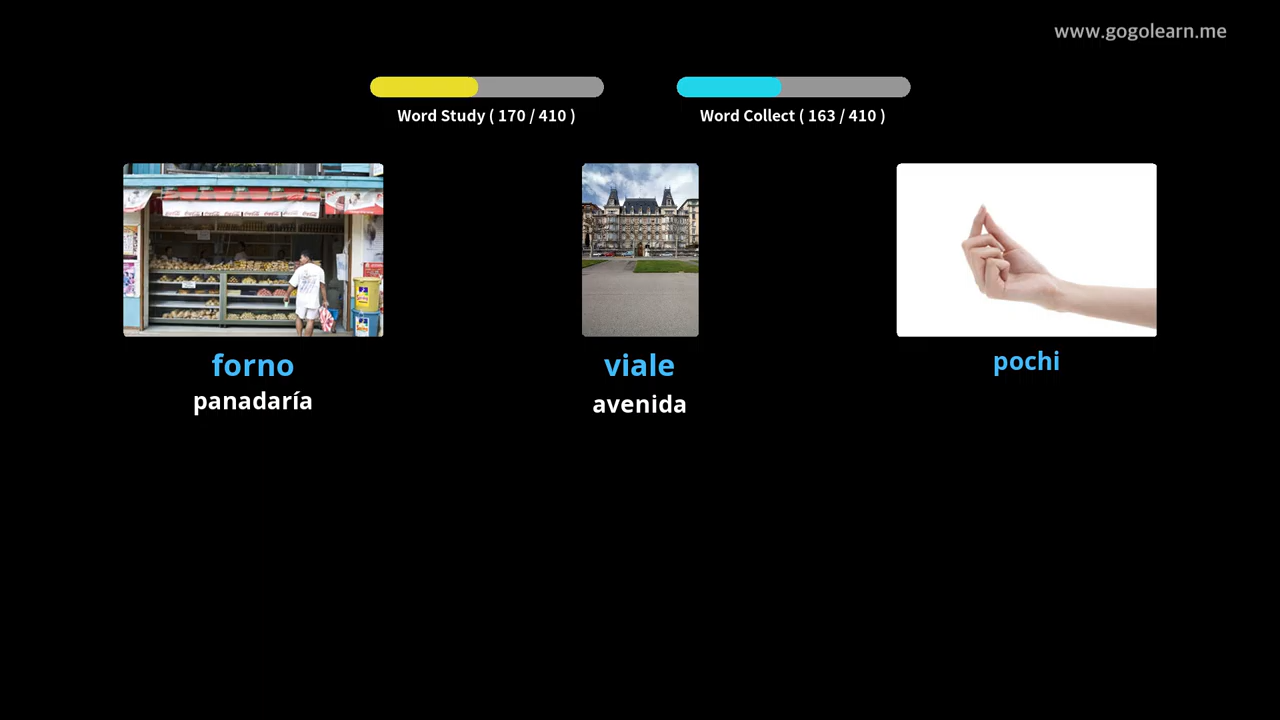 www.gogolearn.me
Word Study ( 170 / 410 )
Word Collect ( 163 / 410 )
forno
panadaría
viale
avenida
pochi